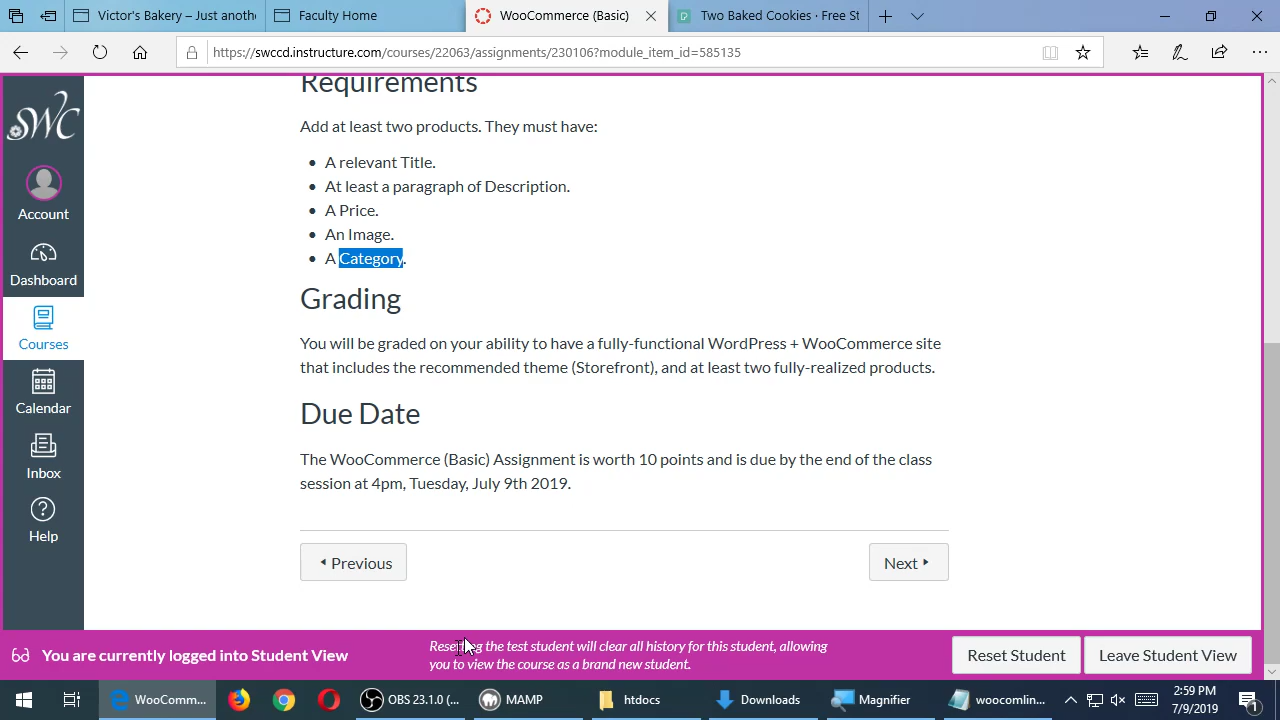 Victor's Bakery – Just anoth
Faculty Home
WooCommerce (Basic)
Two Baked Cookies · Free St
https://swccd.instructure.com/courses/22063/assignments/230106?module_item_id=585135
SWC
Account
Dashboard
Courses
Calendar
Inbox
Help
Requirements
Add at least two products. They must have:
• A relevant Title.
• At least a paragraph of Description.
• A Price.
• An Image.
• A Category.
Grading
You will be graded on your ability to have a fully-functional WordPress + WooCommerce site
that includes the recommended theme (Storefront), and at least two fully-realized products.
Due Date
The WooCommerce (Basic) Assignment is worth 10 points and is due by the end of the class
session at 4pm, Tuesday, July 9th 2019.
Previous
Next
You are currently logged into Student View
Resetting the test student will clear all history for this student, allowing
you to view the course as a brand new student.
Reset Student
Leave Student View
WooComm...
OBS 23.1.0 (...
MAMP
htdocs
Downloads
Magnifier
woocomlin...
2:59 PM
7/9/2019
1